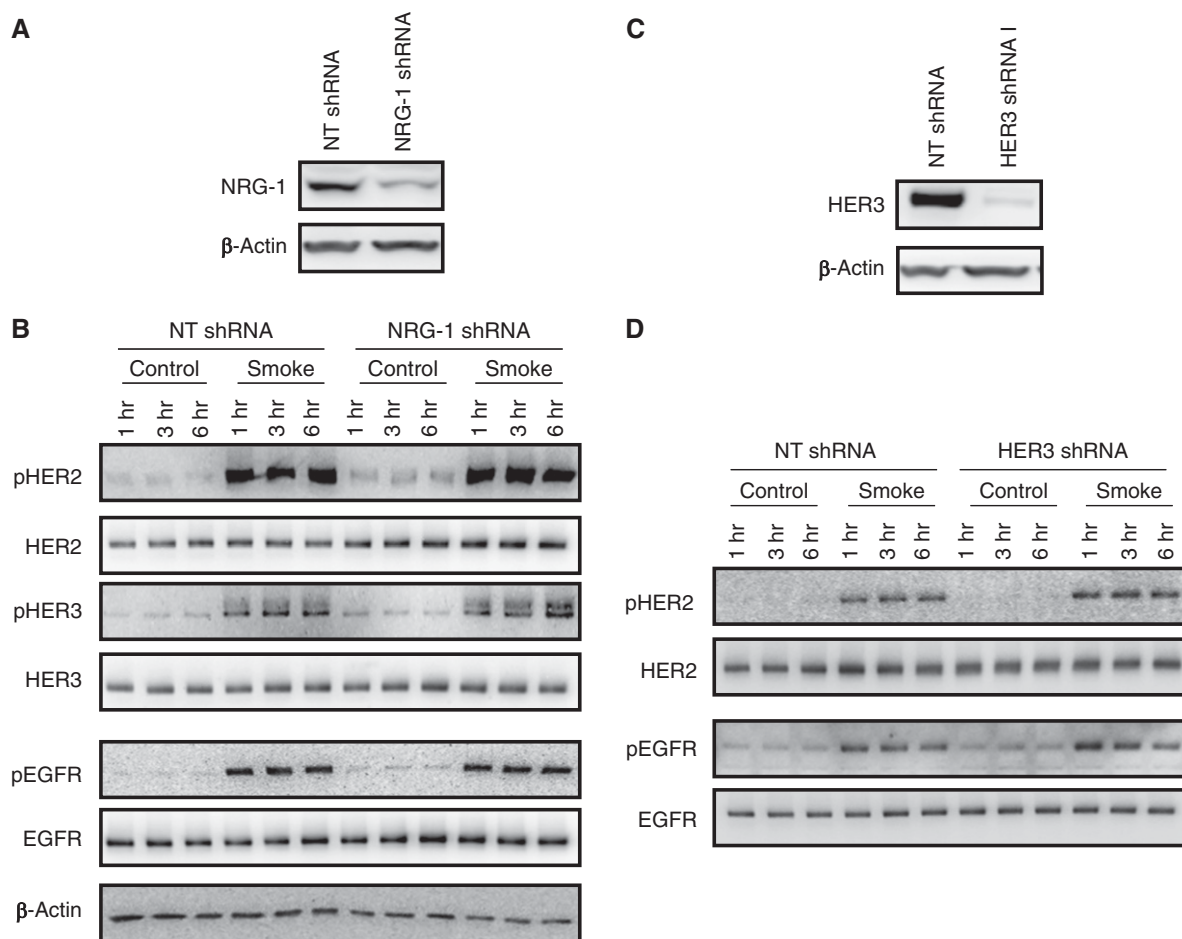 A
NT shRNA
NRG-1 shRNA
NRG-1
β-Actin
B
NT shRNA
NRG-1 shRNA
Control
Smoke
Control
Smoke
1 hr
3 hr
6 hr
1 hr
3 hr
6 hr
1 hr
3 hr
6 hr
1 hr
3 hr
6 hr
pHER2
HER2
pHER3
HER3
pEGFR
EGFR
β-Actin
C
NT shRNA
HER3 shRNA I
HER3
β-Actin
D
NT shRNA
HER3 shRNA
Control
Smoke
Control
Smoke
1 hr
3 hr
6 hr
1 hr
3 hr
6 hr
1 hr
3 hr
6 hr
1 hr
3 hr
6 hr
pHER2
HER2
pEGFR
EGFR